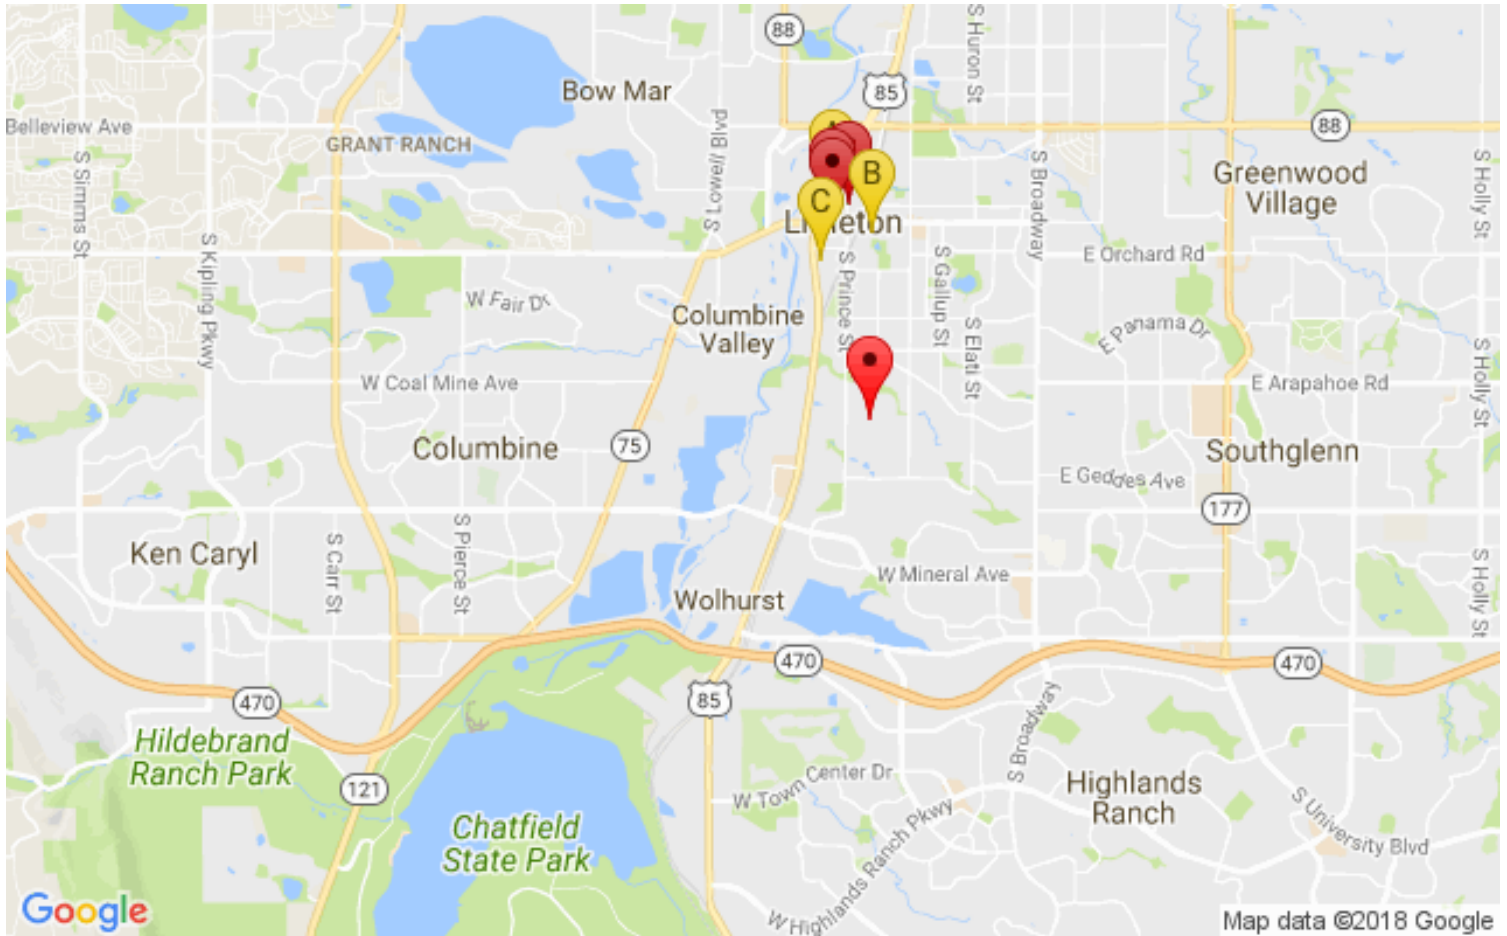 88
S Huron St
85
Bow Mar
Belleview Ave
S Lowell Blvd
88
GRANT RANCH
A
B
C
S Simms St
S Broadway
Greenwood
Village
S Holly St
S Kipling Pkwy
E Orchard Rd
S Prince St
S Gallup St
W Fair Dr
Columbine
Valley
S Elati St
E Panama Dr
S Holly St
W Coal Mine Ave
E Arapahoe Rd
75
Columbine
Southglenn
E Geddes Ave
177
S Pierce St
Ken Caryl
S Carr St
W Mineral Ave
S Holly St
Wolhurst
470
470
470
85
Hildebrand
Ranch Park
S Broadway
121
W Town Center Dr
Highlands
Ranch
S University Blvd
Chatfield
State Park
W Highlands Ranch Pkwy
Google
Map data ©2018 Google